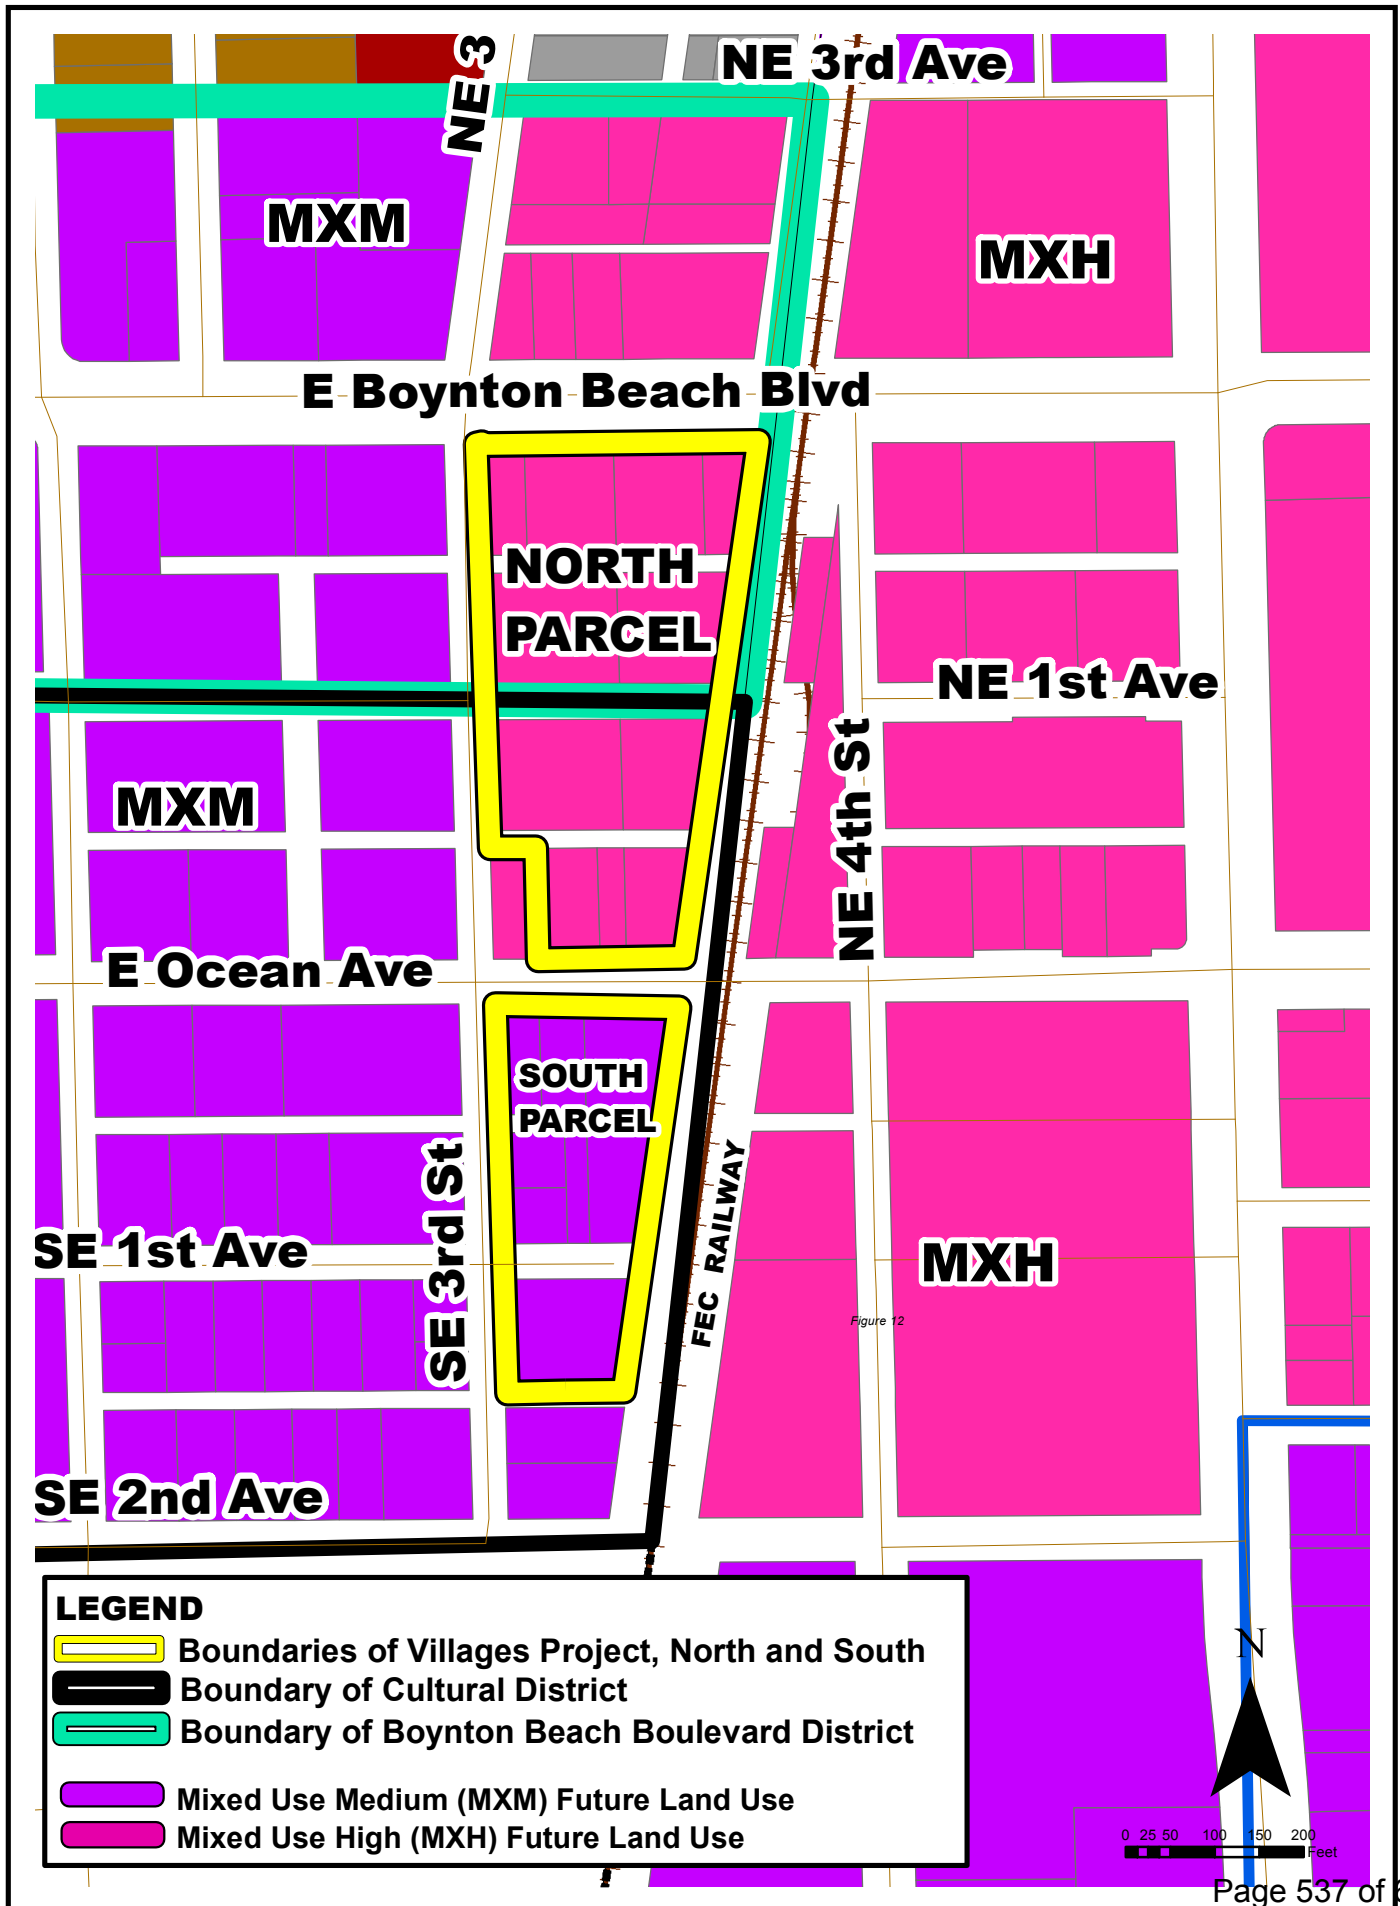 NE 3
NE 3rd Ave
MXM
MXH
E Boynton Beach Blvd
NORTH
PARCEL
NE 1st Ave
MXM
NE 4th St
E Ocean Ave
SOUTH
PARCEL
SE 3rd St
FEC RAILWAY
SE 1st Ave
MXH
Figure 12
SE 2nd Ave
LEGEND
Boundaries of Villages Project, North and South
Boundary of Cultural District
Boundary of Boynton Beach Boulevard District
Mixed Use Medium (MXM) Future Land Use
Mixed Use High (MXH) Future Land Use
N
0 25 50 100 150 200
Feet
Page 537 of